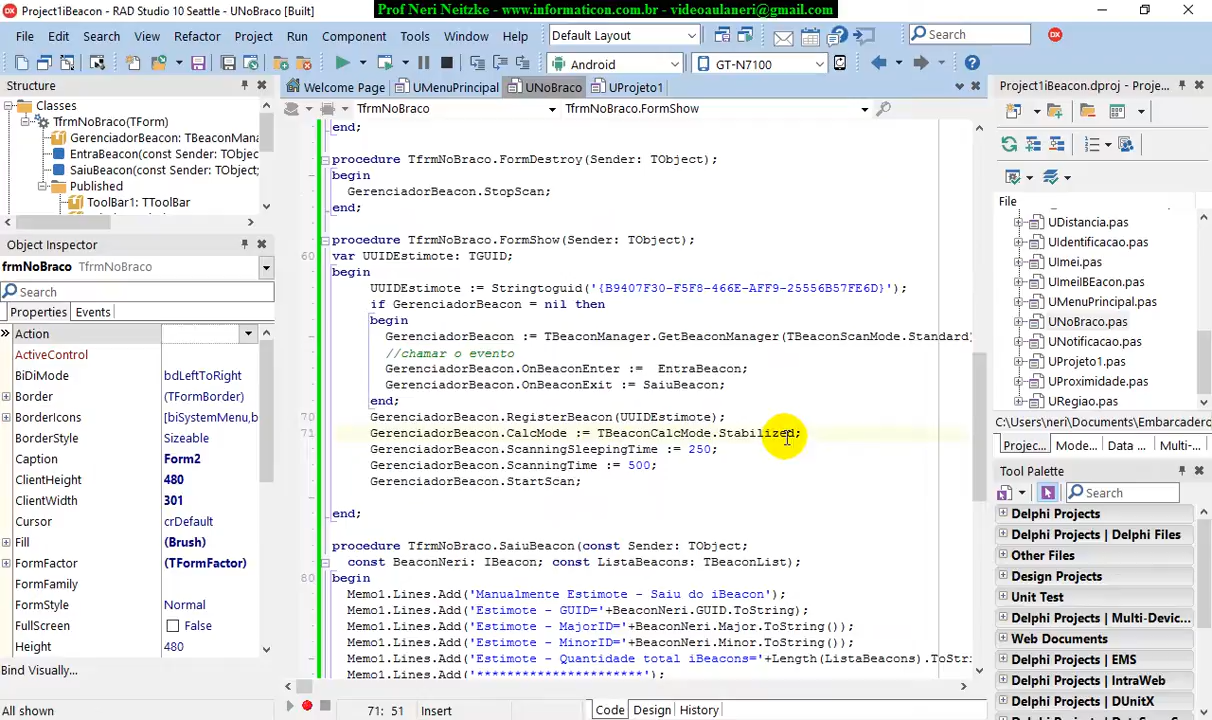 Project1iBeacon - RAD Studio 10 Seattle - UNoBraco [Built]
Prof Neri Neitzke - www.informaticon.com.br - videoaulaneri@gmail.com
File Edit Search View Refactor Project Run Component Tools Window Help
Default Layout
Search
Android
GT-N7100
Structure
Classes
TfrmNoBraco(TForm)
GerenciadorBeacon: TBeaconMana
EntraBeacon(const Sender: TObjec
SaiuBeacon(const Sender: TObject;
Published
ToolBar1: TToolBar
Object Inspector
frmNoBraco TfrmNoBraco
Search
Properties Events
Action
ActiveControl
BiDiMode bdLeftToRight
Border (TFormBorder)
BorderIcons [biSystemMenu,b
BorderStyle Sizeable
Caption Form2
ClientHeight 480
ClientWidth 301
Cursor crDefault
Fill (Brush)
FormFactor (TFormFactor)
FormFamily
FormStyle Normal
FullScreen False
Height 480
Bind Visually...
All shown
Welcome Page UMenuPrincipal UNoBraco UProjeto1
TfrmNoBraco TfrmNoBraco.FormShow
end;
procedure TfrmNoBraco.FormDestroy(Sender: TObject);
begin
GerenciadorBeacon.StopScan;
end;
procedure TfrmNoBraco.FormShow(Sender: TObject);
60 var UUIDEstimote: TGUID;
begin
UUIDEstimote := Stringtoguid('{B9407F30-F5F8-466E-AFF9-25556B57FE6D}');
if GerenciadorBeacon = nil then
begin
GerenciadorBeacon := TBeaconManager.GetBeaconManager(TBeaconScanMode.Standard)
//chamar o evento
GerenciadorBeacon.OnBeaconEnter := EntraBeacon;
GerenciadorBeacon.OnBeaconExit := SaiuBeacon;
end;
70 GerenciadorBeacon.RegisterBeacon(UUIDEstimote);
71 GerenciadorBeacon.CalcMode := TBeaconCalcMode.Stabilized;
GerenciadorBeacon.ScanningSleepingTime := 250;
GerenciadorBeacon.ScanningTime := 500;
GerenciadorBeacon.StartScan;
end;
procedure TfrmNoBraco.SaiuBeacon(const Sender: TObject;
const BeaconNeri: IBeacon; const ListaBeacons: TBeaconList);
80 begin
Memo1.Lines.Add('Manualmente Estimote - Saiu do iBeacon');
Memo1.Lines.Add('Estimote - GUID='+BeaconNeri.GUID.ToString);
Memo1.Lines.Add('Estimote - MajorID='+BeaconNeri.Major.ToString());
Memo1.Lines.Add('Estimote - MinorID='+BeaconNeri.Minor.ToString());
Memo1.Lines.Add('Estimote - Quantidade total iBeacons='+Length(ListaBeacons).ToStr
Memo1.Lines.Add('**********************');
71: 51 Insert Code Design History
Project1iBeacon.dproj - Proje...
File
UDistancia.pas
UIdentificacao.pas
UImei.pas
UImeilBEacon.pas
UMenuPrincipal.pas
UNoBraco.pas
UNotificacao.pas
UProjeto1.pas
UProximidade.pas
URegiao.pas
C:\Users\neri\Documents\Embarcadero
Projec... Mode... Data ... Multi-...
Tool Palette
Search
Delphi Projects
Delphi Projects | Delphi Files
Other Files
Design Projects
Unit Test
Delphi Projects | Multi-Devic...
Web Documents
Delphi Projects | EMS
Delphi Projects | IntraWeb
Delphi Projects | DUnitX